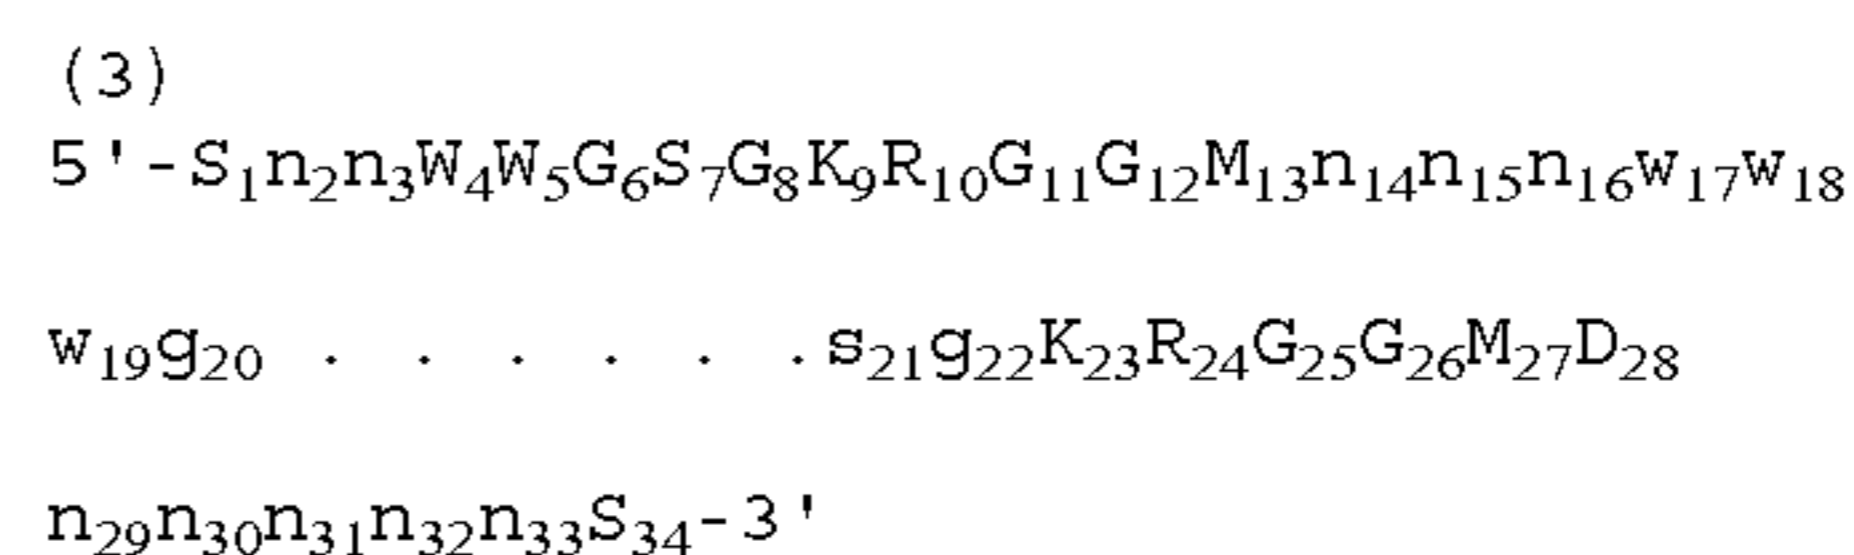 (3)
5'-S₁n₂n₃W₄W₅G₆S₇G₈K₉R₁₀G₁₁G₁₂M₁₃n₁₄n₁₅n₁₆w₁₇w₁₈
w₁₉g₂₀ . . . . . .s₂₁g₂₂K₂₃R₂₄G₂₅G₂₆M₂₇D₂₈
n₂₉n₃₀n₃₁n₃₂n₃₃S₃₄-3'